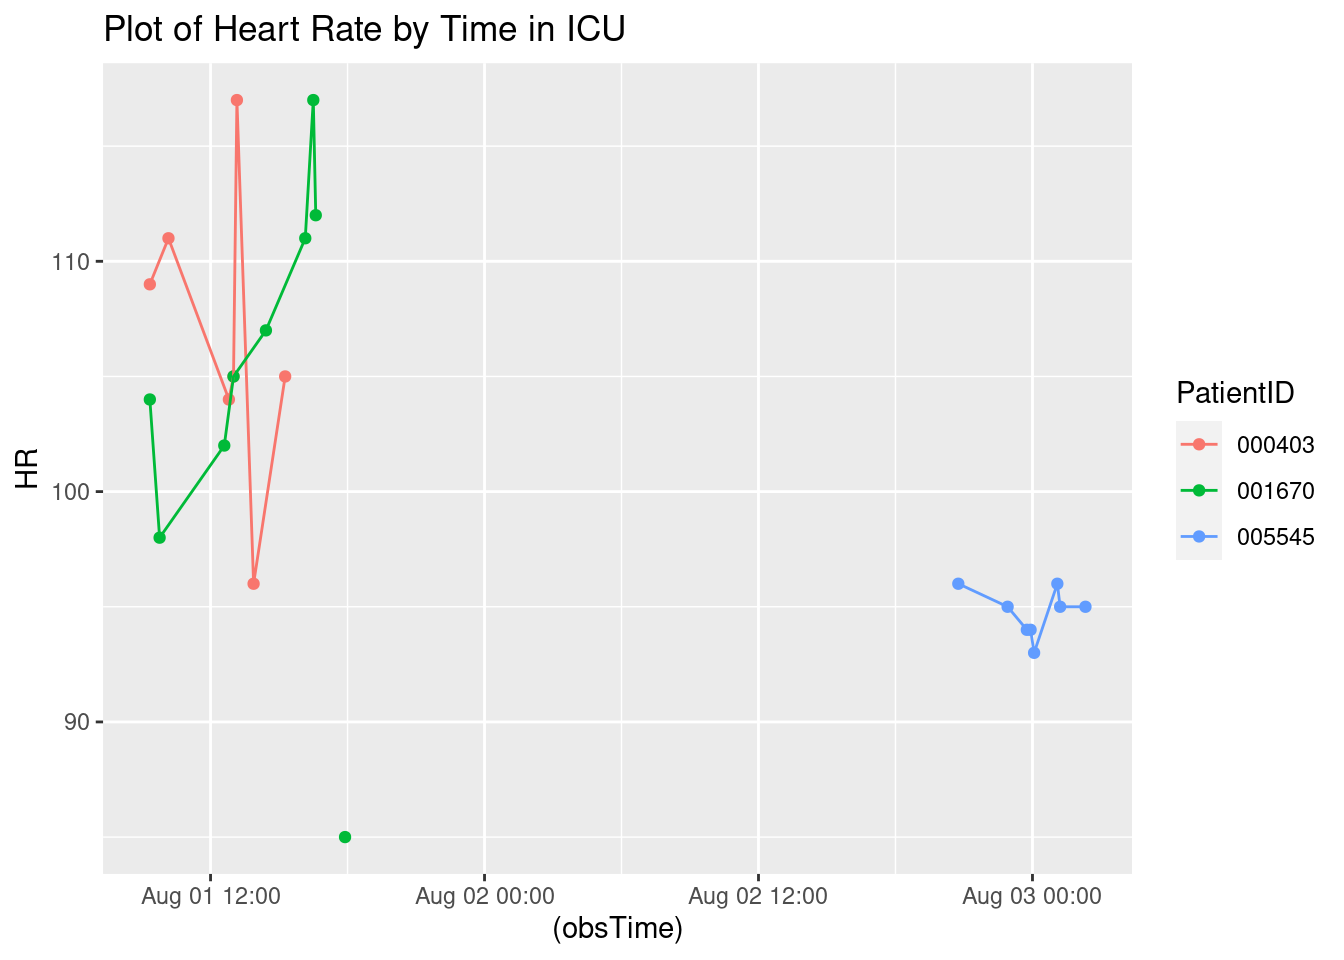 Plot of Heart Rate by Time in ICU
HR
110
100
90
Aug 01 12:00
Aug 02 00:00
Aug 02 12:00
Aug 03 00:00
(obsTime)
PatientID
000403
001670
005545